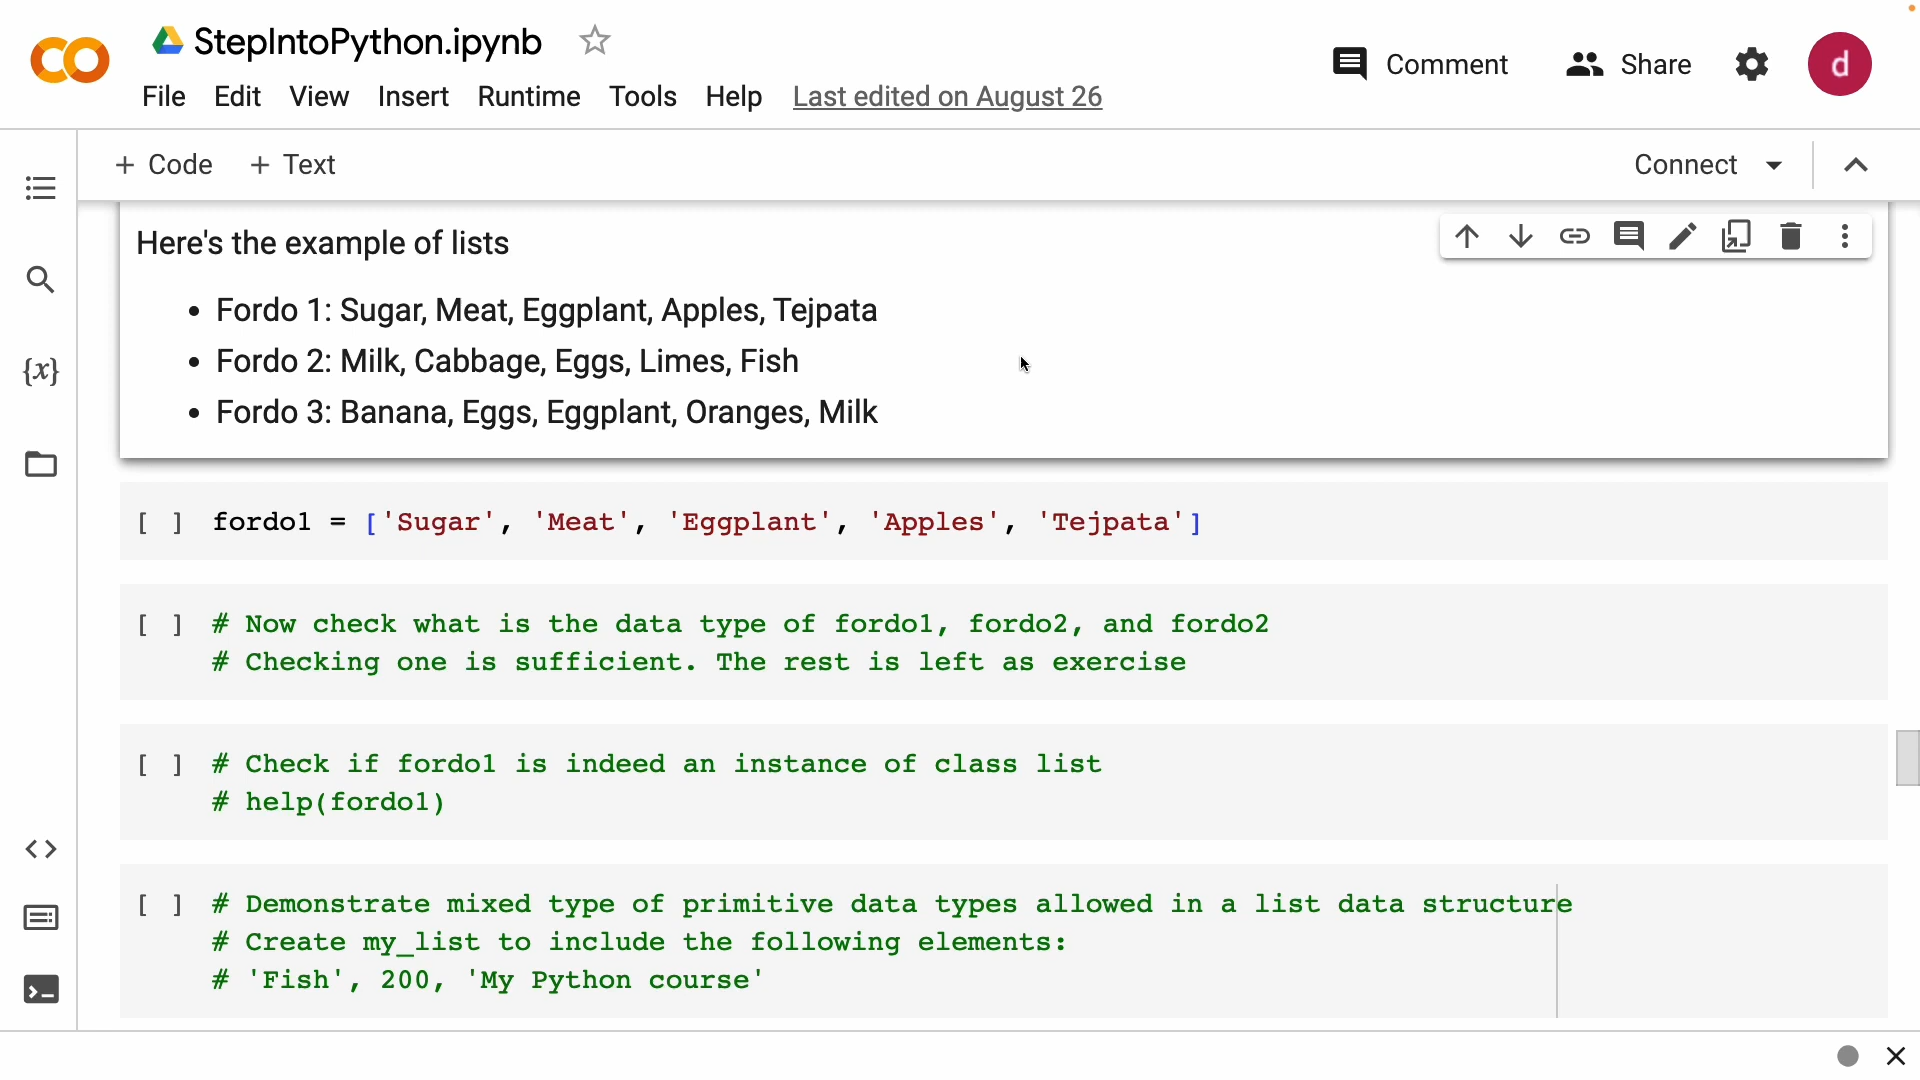 StepIntoPython.ipynb
Comment
Share
d
File Edit View Insert Runtime Tools Help Last edited on August 26
+ Code + Text
Connect
Here's the example of lists
• Fordo 1: Sugar, Meat, Eggplant, Apples, Tejpata
• Fordo 2: Milk, Cabbage, Eggs, Limes, Fish
• Fordo 3: Banana, Eggs, Eggplant, Oranges, Milk
{x}
[ ] fordo1 = ['Sugar', 'Meat', 'Eggplant', 'Apples', 'Tejpata']
[ ] # Now check what is the data type of fordo1, fordo2, and fordo2
# Checking one is sufficient. The rest is left as exercise
[ ] # Check if fordo1 is indeed an instance of class list
# help(fordo1)
[ ] # Demonstrate mixed type of primitive data types allowed in a list data structure
# Create my_list to include the following elements:
# 'Fish', 200, 'My Python course'